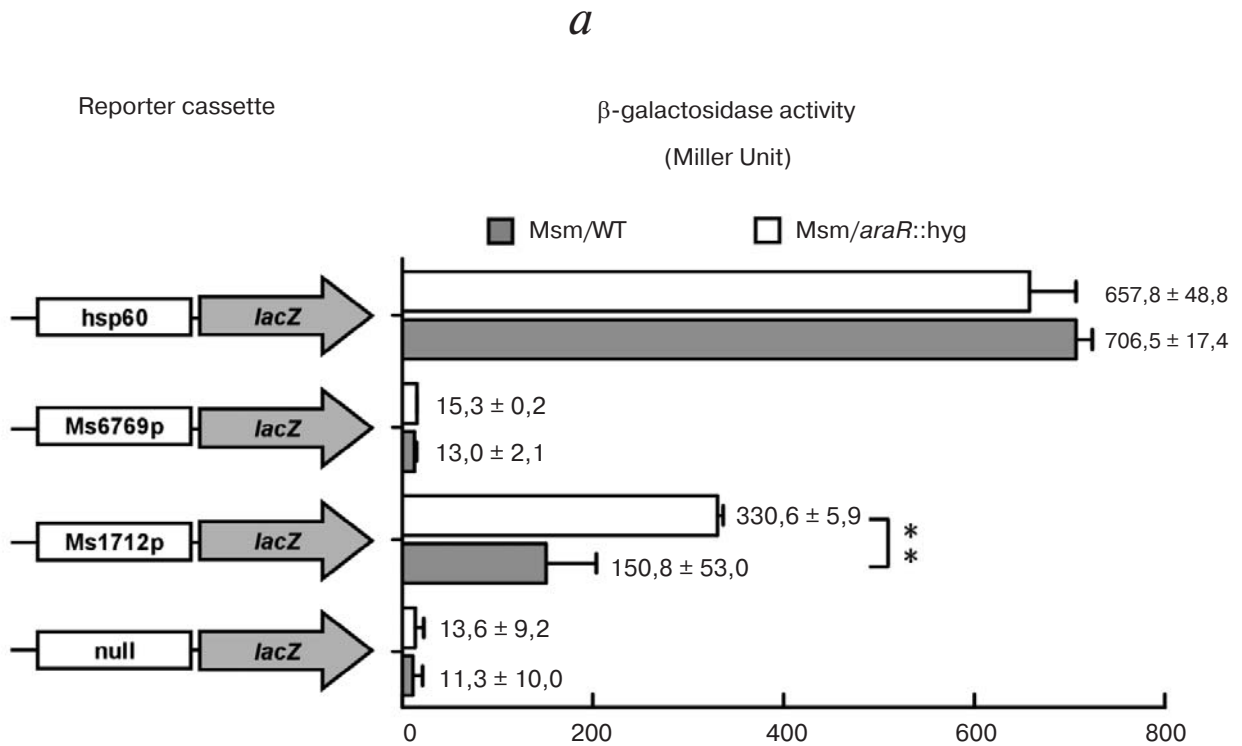 a
Reporter cassette
β-galactosidase activity
(Miller Unit)
Msm/WT
Msm/araR::hyg
hsp60
lacZ
657,8 ± 48,8
706,5 ± 17,4
Ms6769p
lacZ
15,3 ± 0,2
13,0 ± 2,1
Ms1712p
lacZ
330,6 ± 5,9
150,8 ± 53,0
**
null
lacZ
13,6 ± 9,2
11,3 ± 10,0
0 200 400 600 800